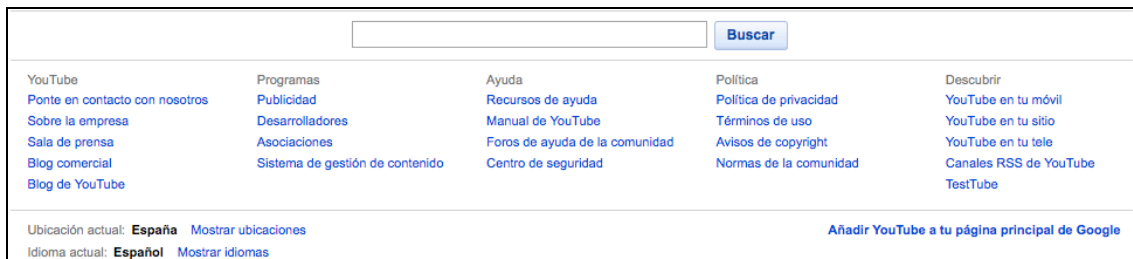 Buscar
YouTube
Ponte en contacto con nosotros
Sobre la empresa
Sala de prensa
Blog comercial
Blog de YouTube
Programas
Publicidad
Desarrolladores
Asociaciones
Sistema de gestión de contenido
Ayuda
Recursos de ayuda
Manual de YouTube
Foros de ayuda de la comunidad
Centro de seguridad
Política
Política de privacidad
Términos de uso
Avisos de copyright
Normas de la comunidad
Descubrir
YouTube en tu móvil
YouTube en tu sitio
YouTube en tu tele
Canales RSS de YouTube
TestTube
Ubicación actual: España Mostrar ubicaciones
Añadir YouTube a tu página principal de Google
Idioma actual: Español Mostrar idiomas